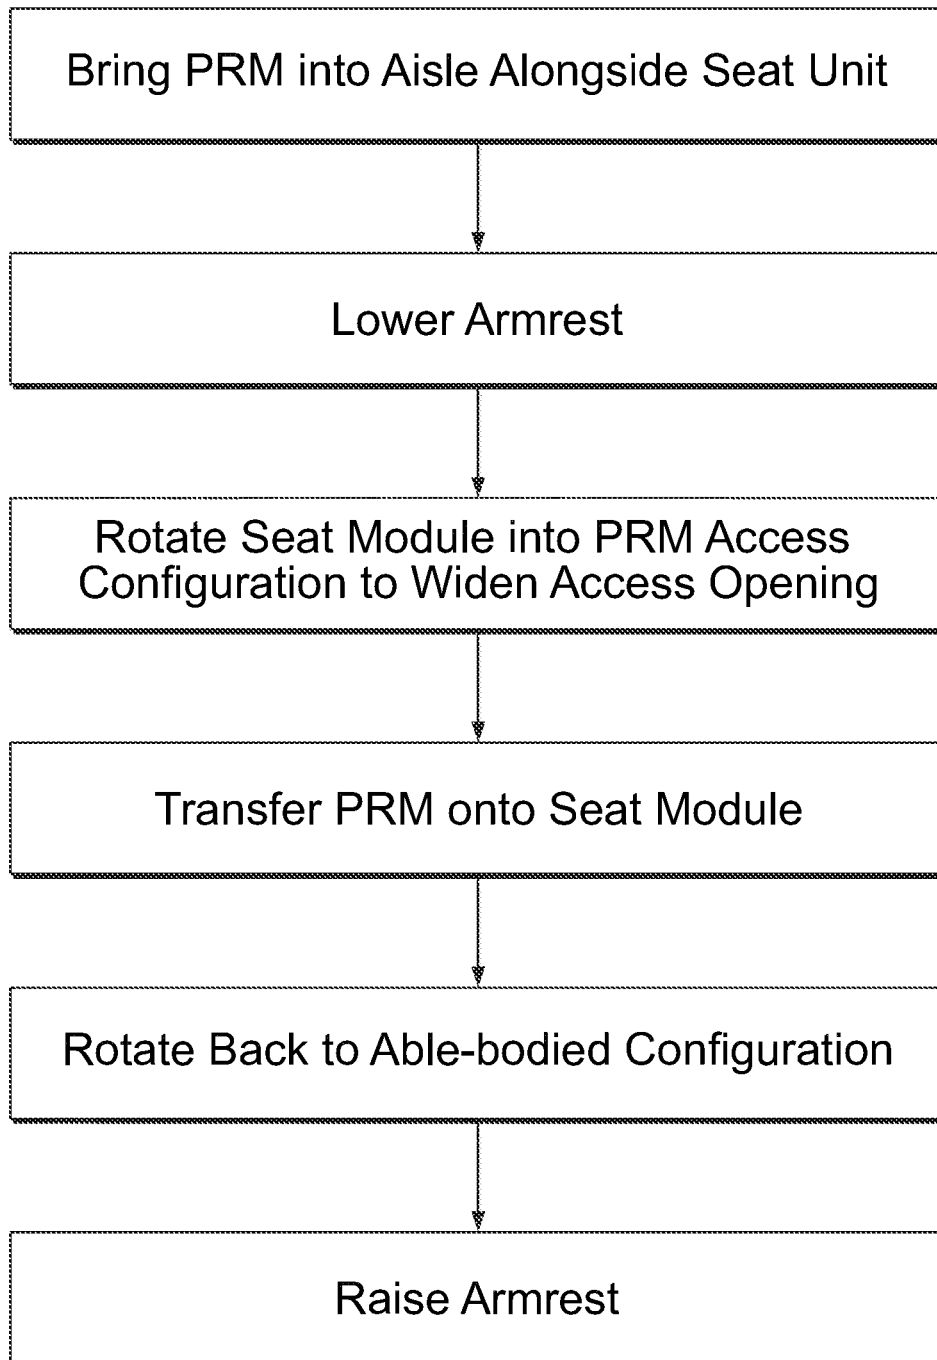 Bring PRM into Aisle Alongside Seat Unit
Lower Armrest
Rotate Seat Module into PRM Access
Configuration to Widen Access Opening
Transfer PRM onto Seat Module
Rotate Back to Able-bodied Configuration
Raise Armrest